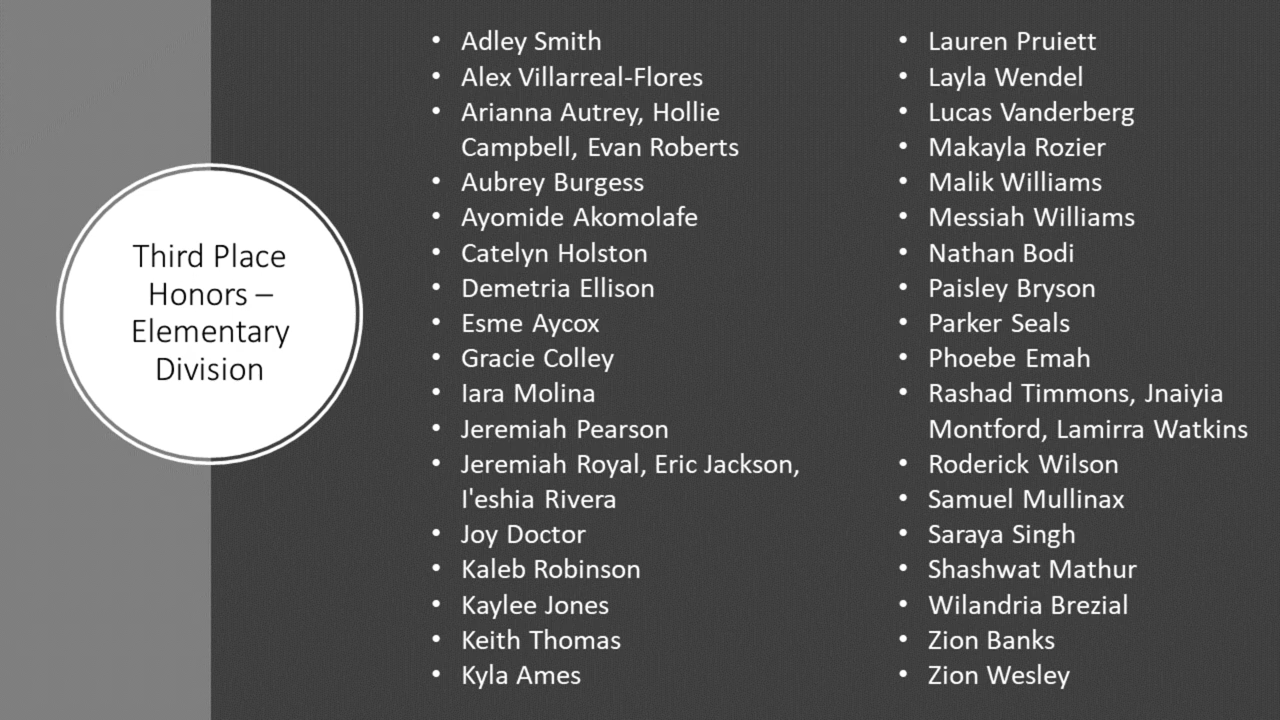 Third Place
Honors –
Elementary
Division
• Adley Smith
• Alex Villarreal-Flores
• Arianna Autrey, Hollie
Campbell, Evan Roberts
• Aubrey Burgess
• Ayomide Akomolafe
• Catelyn Holston
• Demetria Ellison
• Esme Aycox
• Gracie Colley
• Iara Molina
• Jeremiah Pearson
• Jeremiah Royal, Eric Jackson,
I'eshia Rivera
• Joy Doctor
• Kaleb Robinson
• Kaylee Jones
• Keith Thomas
• Kyla Ames
• Lauren Pruiett
• Layla Wendel
• Lucas Vanderberg
• Makayla Rozier
• Malik Williams
• Messiah Williams
• Nathan Bodi
• Paisley Bryson
• Parker Seals
• Phoebe Emah
• Rashad Timmons, Jnaiyia
Montford, Lamirra Watkins
• Roderick Wilson
• Samuel Mullinax
• Saraya Singh
• Shashwat Mathur
• Wilandria Brezial
• Zion Banks
• Zion Wesley